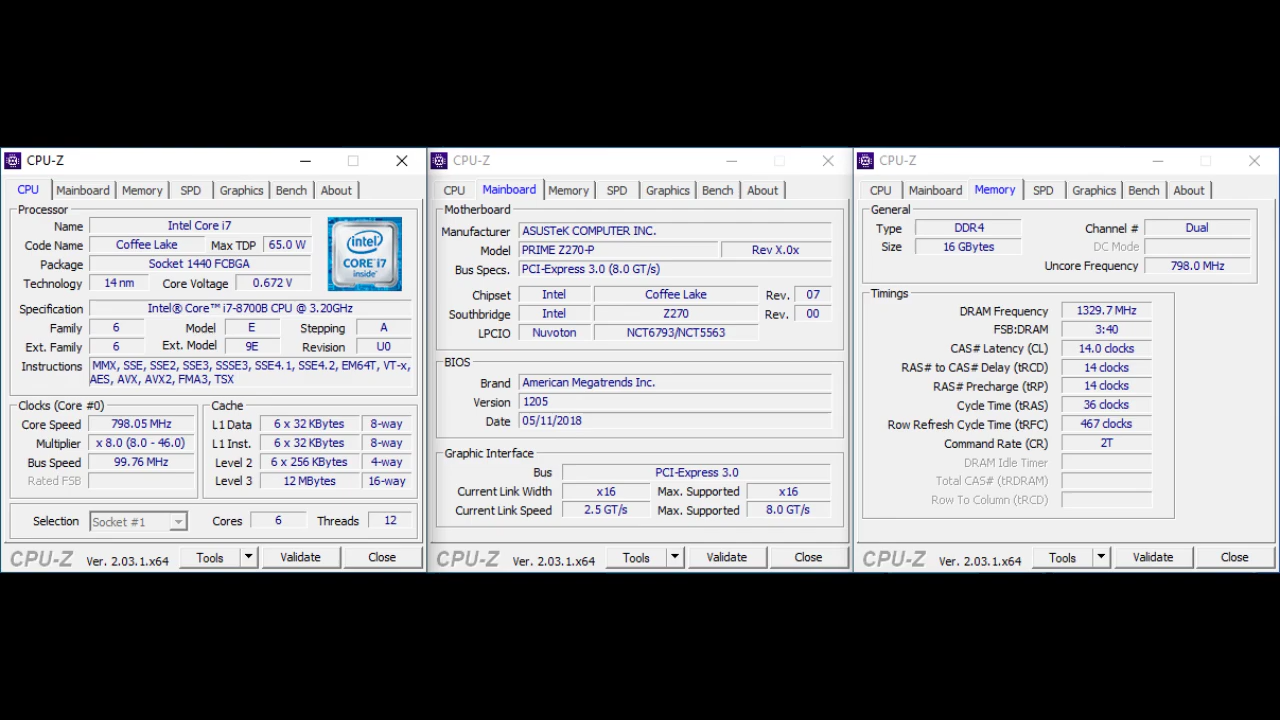 CPU-Z
CPU Mainboard Memory SPD Graphics Bench About
Processor
Name Intel Core i7
Code Name Coffee Lake Max TDP 65.0 W
Package Socket 1440 FCBGA
Technology 14 nm Core Voltage 0.672 V
intel CORE i7 inside
Specification Intel® Core™ i7-8700B CPU @ 3.20GHz
Family 6 Model E Stepping A
Ext. Family 6 Ext. Model 9E Revision U0
Instructions MMX, SSE, SSE2, SSE3, SSSE3, SSE4.1, SSE4.2, EM64T, VT-x,
AES, AVX, AVX2, FMA3, TSX
Clocks (Core #0)
Core Speed 798.05 MHz
Multiplier x 8.0 (8.0 - 46.0)
Bus Speed 99.76 MHz
Rated FSB
Cache
L1 Data 6 x 32 KBytes 8-way
L1 Inst. 6 x 32 KBytes 8-way
Level 2 6 x 256 KBytes 4-way
Level 3 12 MBytes 16-way
Selection Socket #1 Cores 6 Threads 12
CPU-Z Ver. 2.03.1.x64 Tools Validate Close
CPU-Z
CPU Mainboard Memory SPD Graphics Bench About
Motherboard
Manufacturer ASUSTeK COMPUTER INC.
Model PRIME Z270-P Rev X.0x
Bus Specs. PCI-Express 3.0 (8.0 GT/s)
Chipset Intel Coffee Lake Rev. 07
Southbridge Intel Z270 Rev. 00
LPCIO Nuvoton NCT6793/NCT5563
BIOS
Brand American Megatrends Inc.
Version 1205
Date 05/11/2018
Graphic Interface
Bus PCI-Express 3.0
Current Link Width x16 Max. Supported x16
Current Link Speed 2.5 GT/s Max. Supported 8.0 GT/s
CPU-Z Ver. 2.03.1.x64 Tools Validate Close
CPU-Z
CPU Mainboard Memory SPD Graphics Bench About
General
Type DDR4 Channel # Dual
Size 16 GBytes DC Mode
Uncore Frequency 798.0 MHz
Timings
DRAM Frequency 1329.7 MHz
FSB:DRAM 3:40
CAS# Latency (CL) 14.0 clocks
RAS# to CAS# Delay (tRCD) 14 clocks
RAS# Precharge (tRP) 14 clocks
Cycle Time (tRAS) 36 clocks
Row Refresh Cycle Time (tRFC) 467 clocks
Command Rate (CR) 2T
DRAM Idle Timer
Total CAS# (tRDRAM)
Row To Column (tRCD)
CPU-Z Ver. 2.03.1.x64 Tools Validate Close